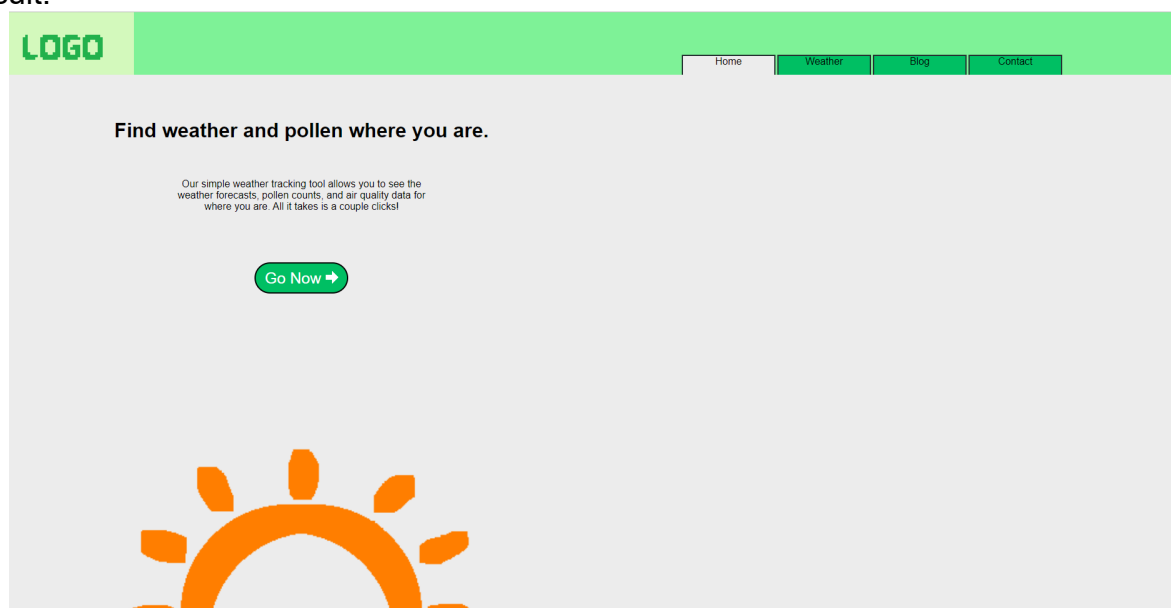 LOGO
Home Weather Blog Contact
Find weather and pollen where you are.
Our simple weather tracking tool allows you to see the
weather forecasts, pollen counts, and air quality data for
where you are. All it takes is a couple clicks!
Go Now